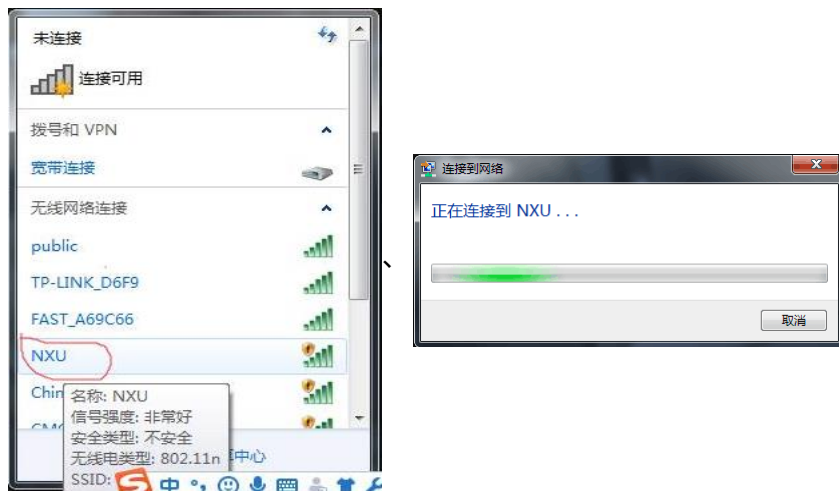 未连接
连接可用
拨号和 VPN
宽带连接
无线网络连接
public
TP-LINK_D6F9
FAST_A69C66
NXU
Chin
名称: NXU
信号强度: 非常好
安全类型: 不安全
无线电类型: 802.11n
SSID:
中心
中
、
连接到网络
正在连接到 NXU . . .
取消